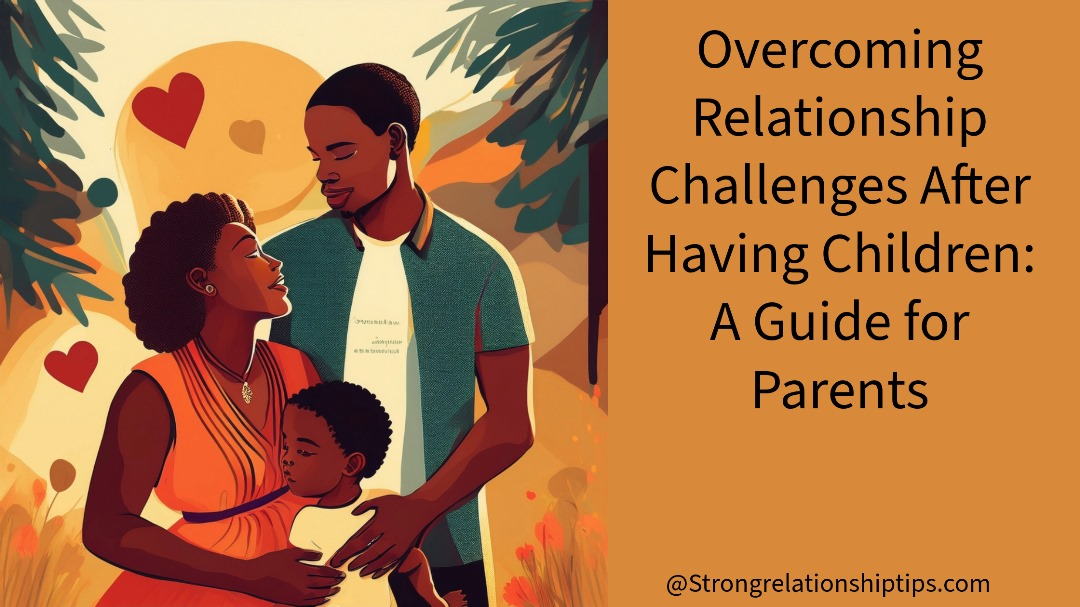 Overcoming
Relationship
Challenges After
Having Children:
A Guide for
Parents
@Strongrelationshiptips.com